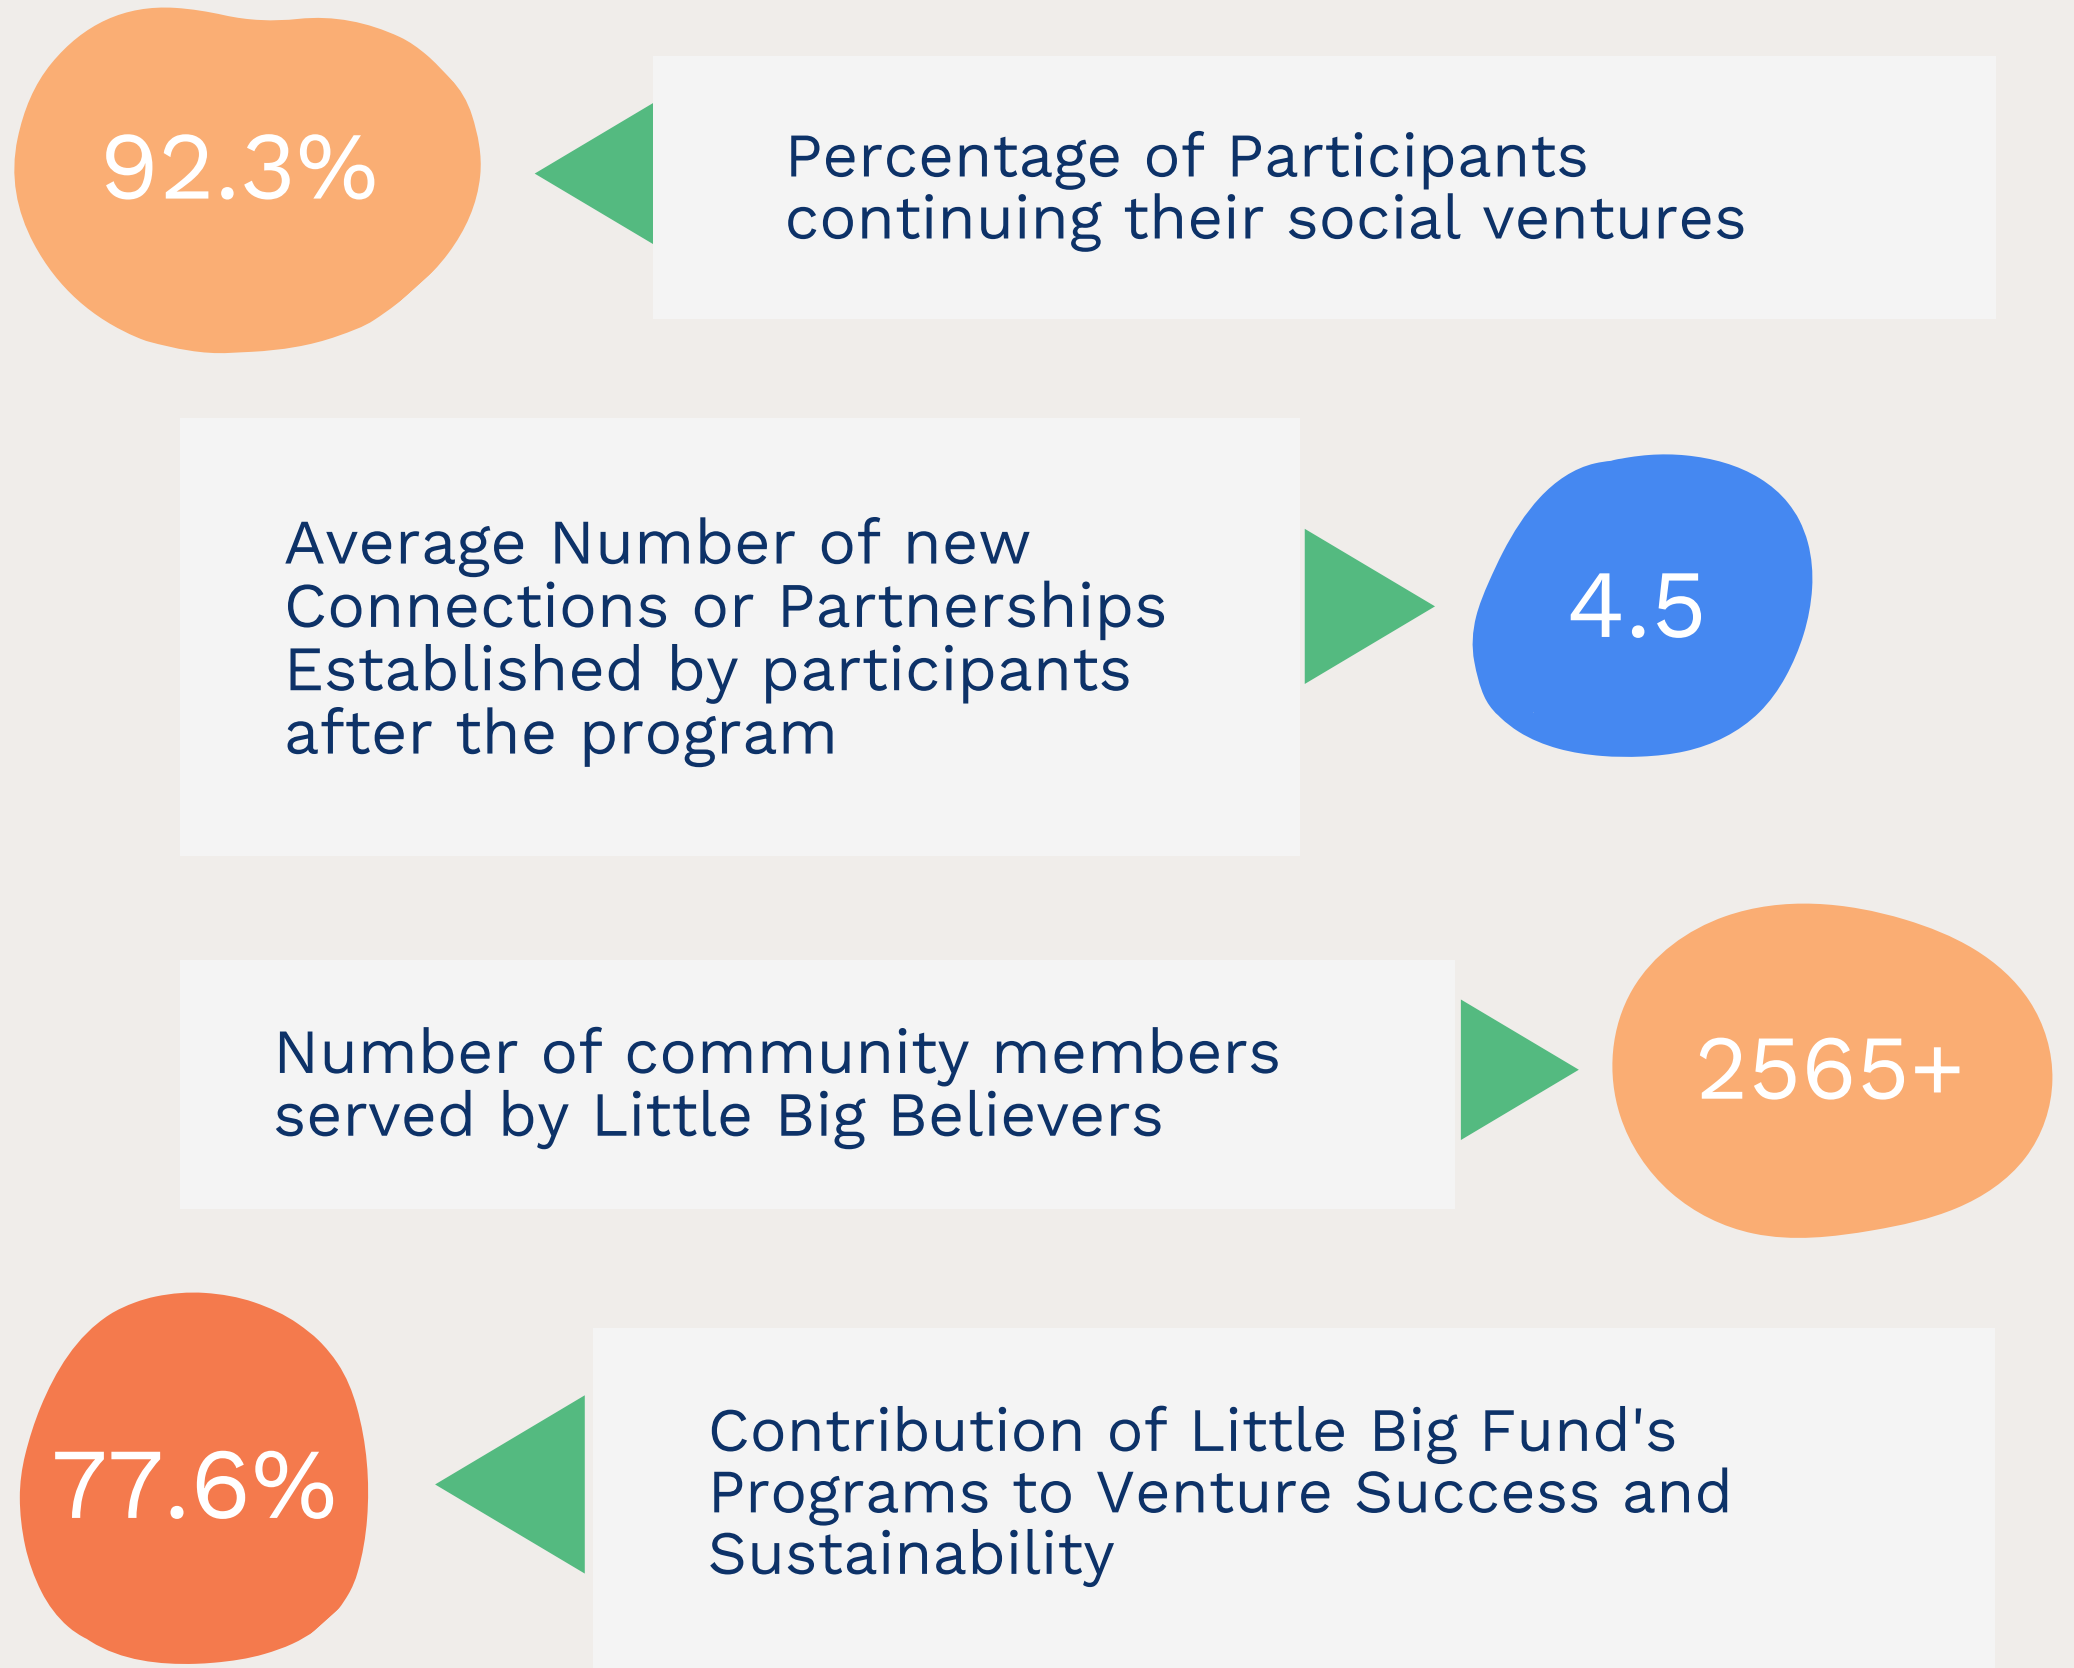 92.3%
Percentage of Participants
continuing their social ventures
Average Number of new
Connections or Partnerships
Established by participants
after the program
4.5
Number of community members
served by Little Big Believers
2565+
77.6%
Contribution of Little Big Fund's
Programs to Venture Success and
Sustainability